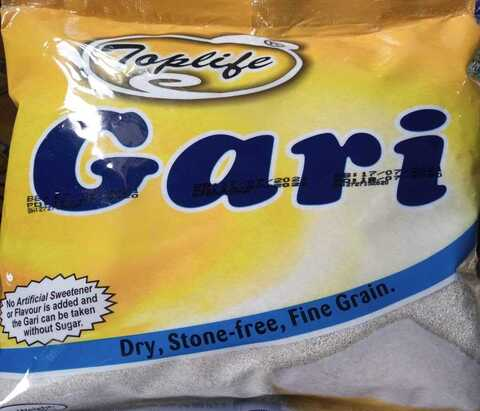 Toplife
Gari
No Artificial Sweetener
or Flavour is added and
the Gari can be taken
without Sugar.
Dry, Stone-free, Fine Grain.